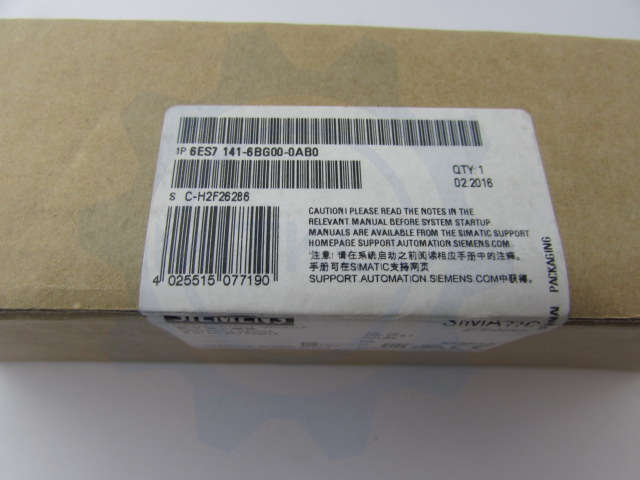 1P 6ES7 141-6BG00-0AB0
QTY: 1
02.2016
S C-H2F26286
CAUTION! PLEASE READ THE NOTES IN THE
RELEVANT MANUAL BEFORE SYSTEM STARTUP.
MANUALS ARE AVAILABLE FROM THE SIMATIC SUPPORT
HOMEPAGE SUPPORT.AUTOMATION.SIEMENS.COM
注意: 请在系统启动之前阅读相应手册中的注释。
手册可在SIMATIC支持网页
SUPPORT.AUTOMATION.SIEMENS.COM中获得。
4 025515 077190
PACKAGING